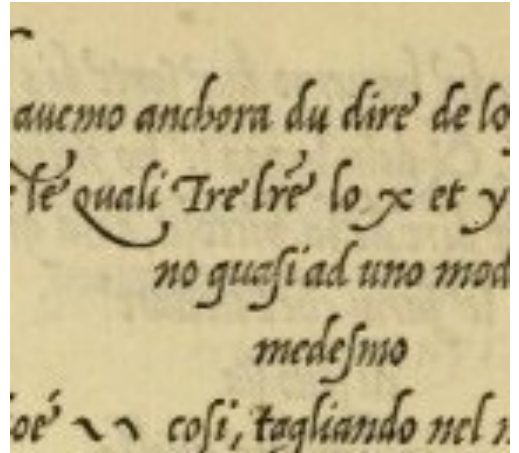 auemo anchora du dire de lo
le quali Tre lre lo x et y
no quasi ad uno mod
medesmo
oé cosi, tagliando nel